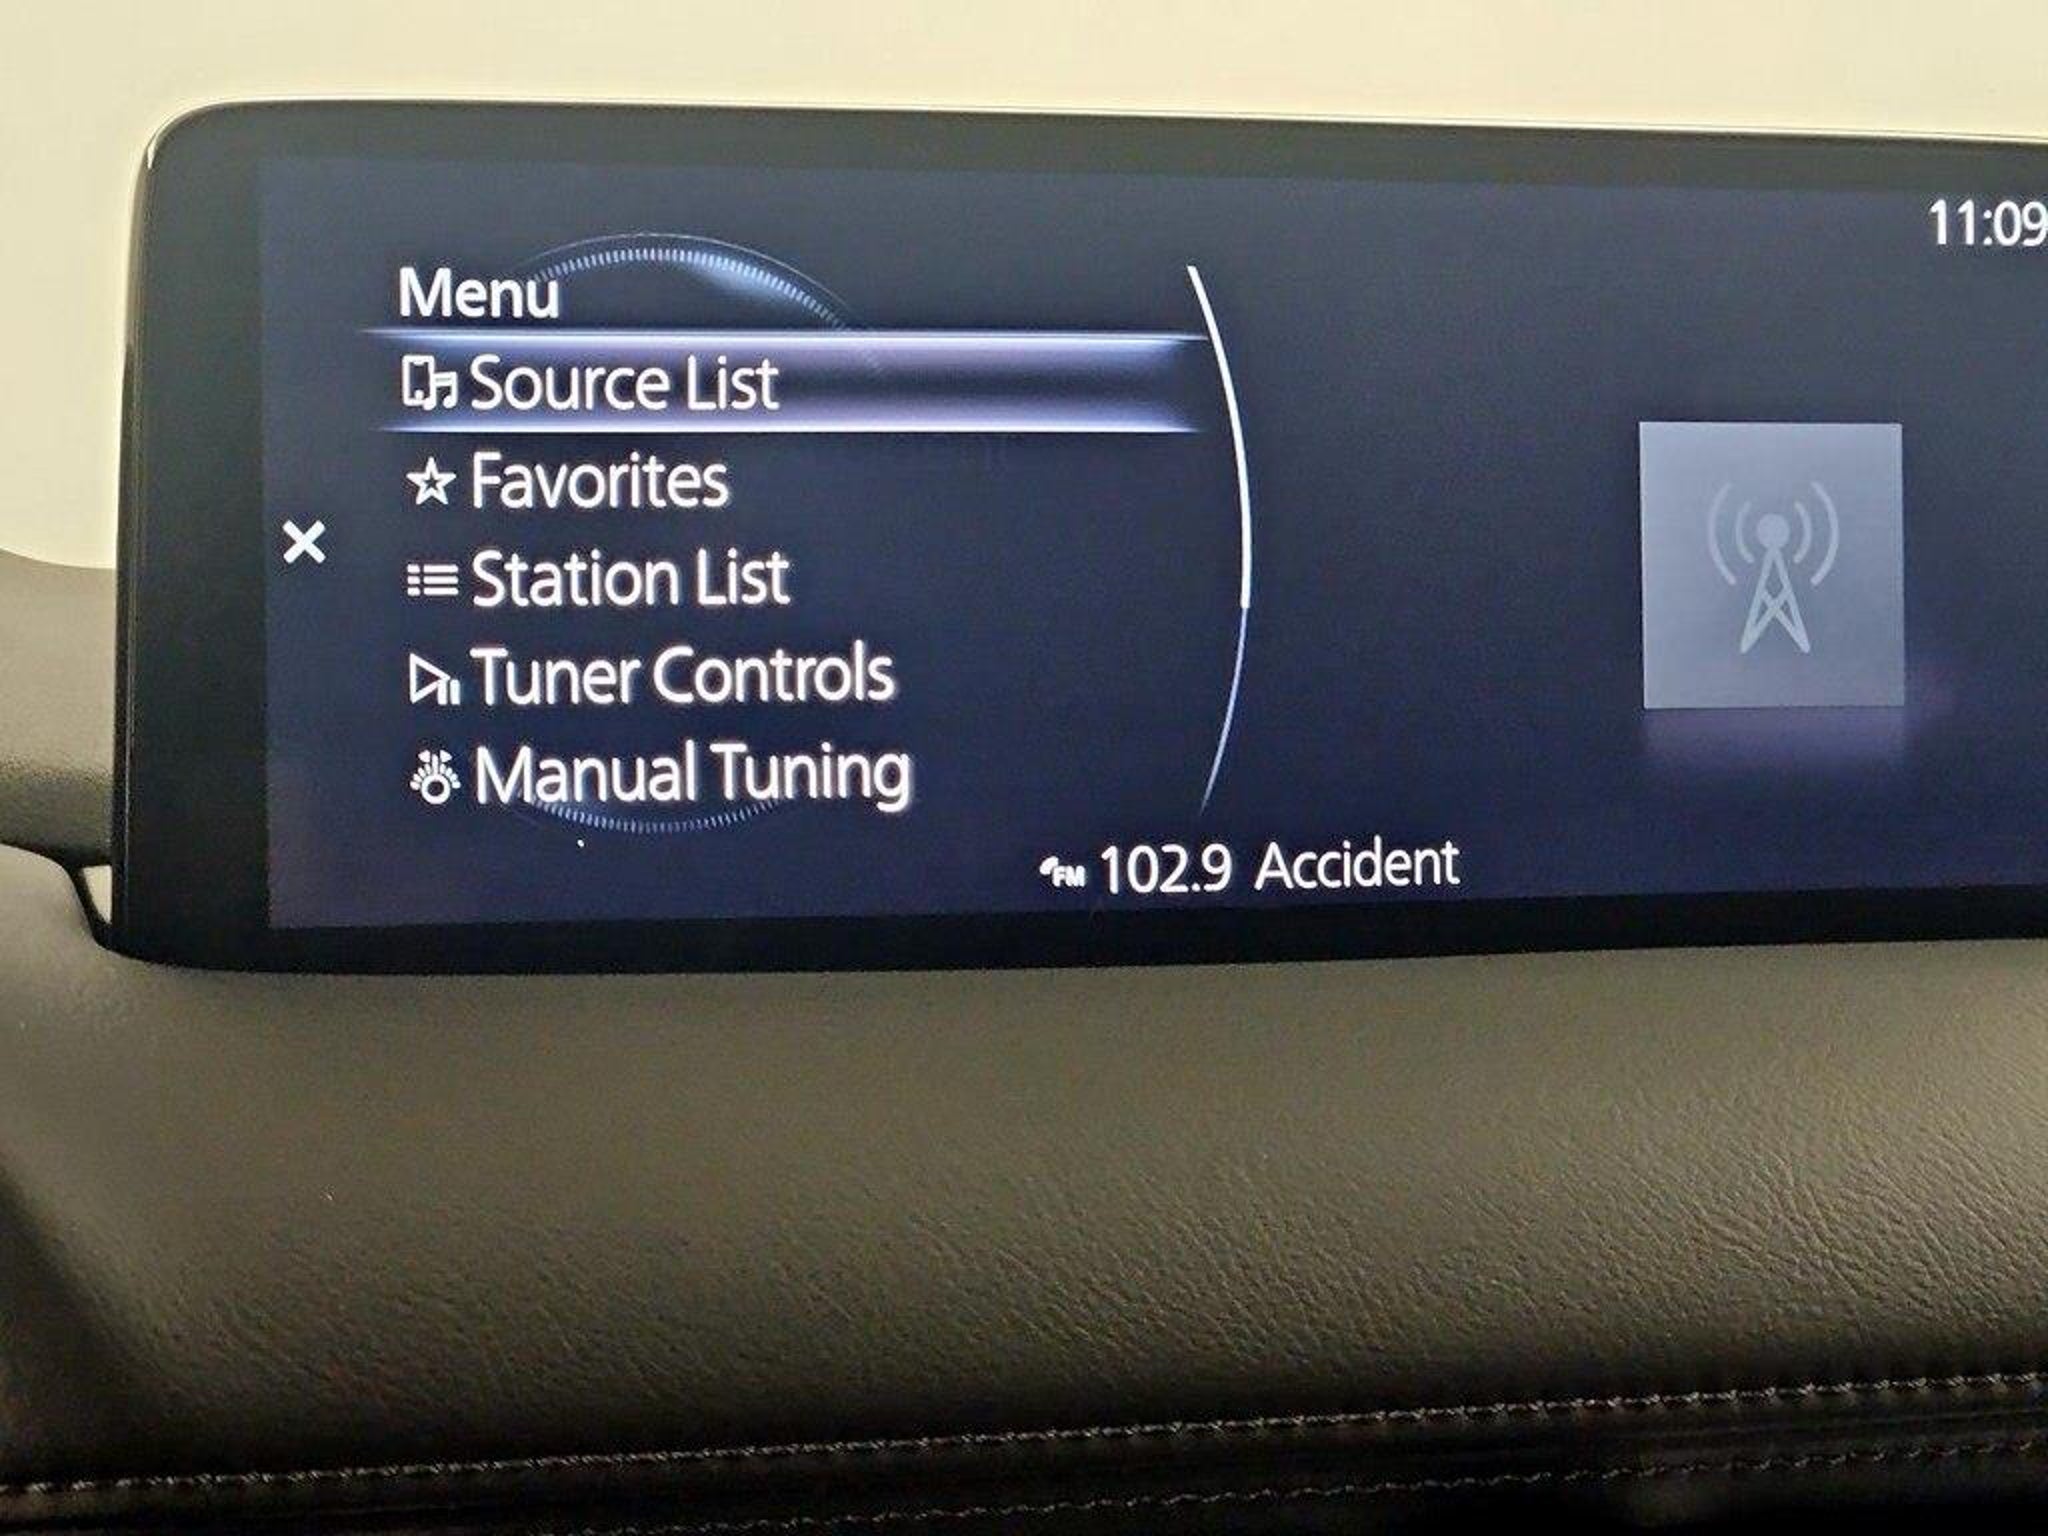 11:09
Menu
Source List
Favorites
Station List
Tuner Controls
Manual Tuning
FM 102.9 Accident